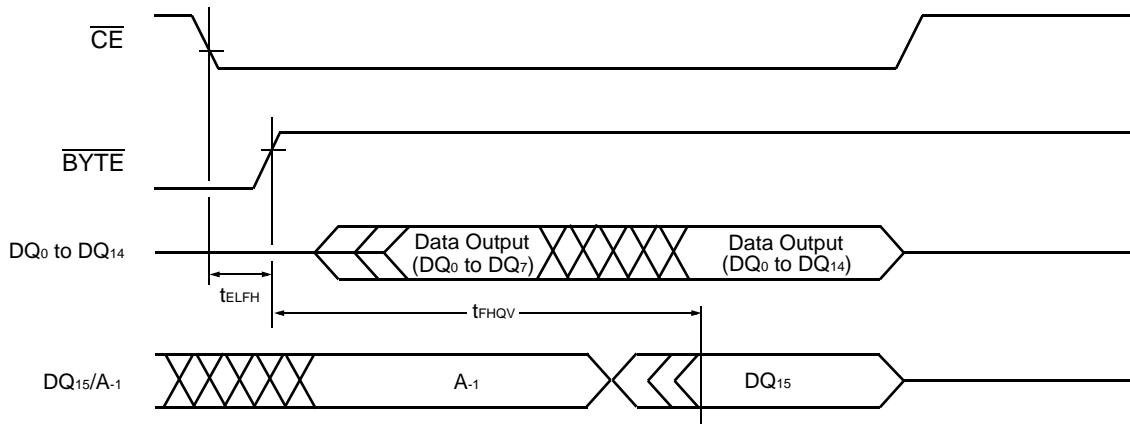 CE
BYTE
DQ0 to DQ14
Data Output
(DQ0 to DQ7)
Data Output
(DQ0 to DQ14)
tELFH
tFHQV
DQ15/A-1
A-1
DQ15